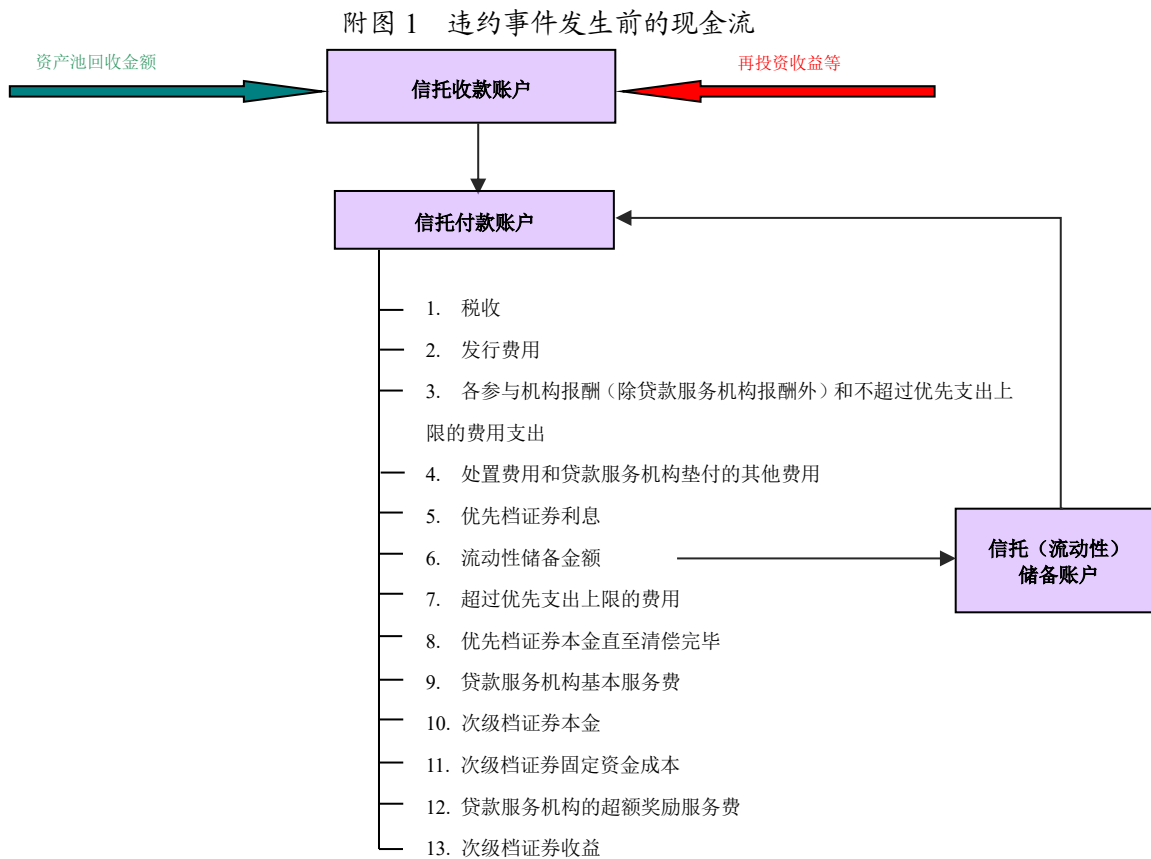 附图 1 违约事件发生前的现金流
资产池回收金额
再投资收益等
信托收款账户
信托付款账户
1. 税收
2. 发行费用
3. 各参与机构报酬（除贷款服务机构报酬外）和不超过优先支出上
限的费用支出
4. 处置费用和贷款服务机构垫付的其他费用
5. 优先档证券利息
6. 流动性储备金额
7. 超过优先支出上限的费用
8. 优先档证券本金直至清偿完毕
9. 贷款服务机构基本服务费
10. 次级档证券本金
11. 次级档证券固定资金成本
12. 贷款服务机构的超额奖励服务费
13. 次级档证券收益
信托（流动性）
储备账户